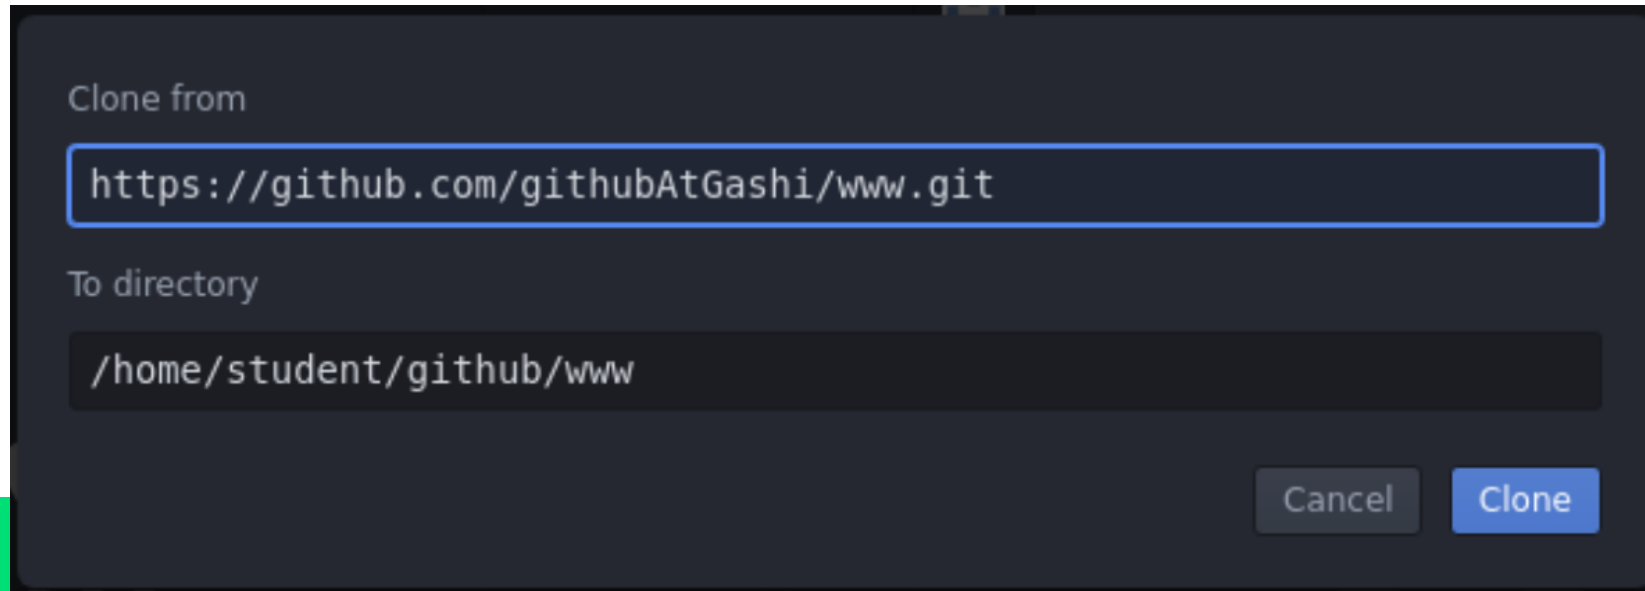 Clone from
https://github.com/githubAtGashi/www.git
To directory
/home/student/github/www
Cancel Clone